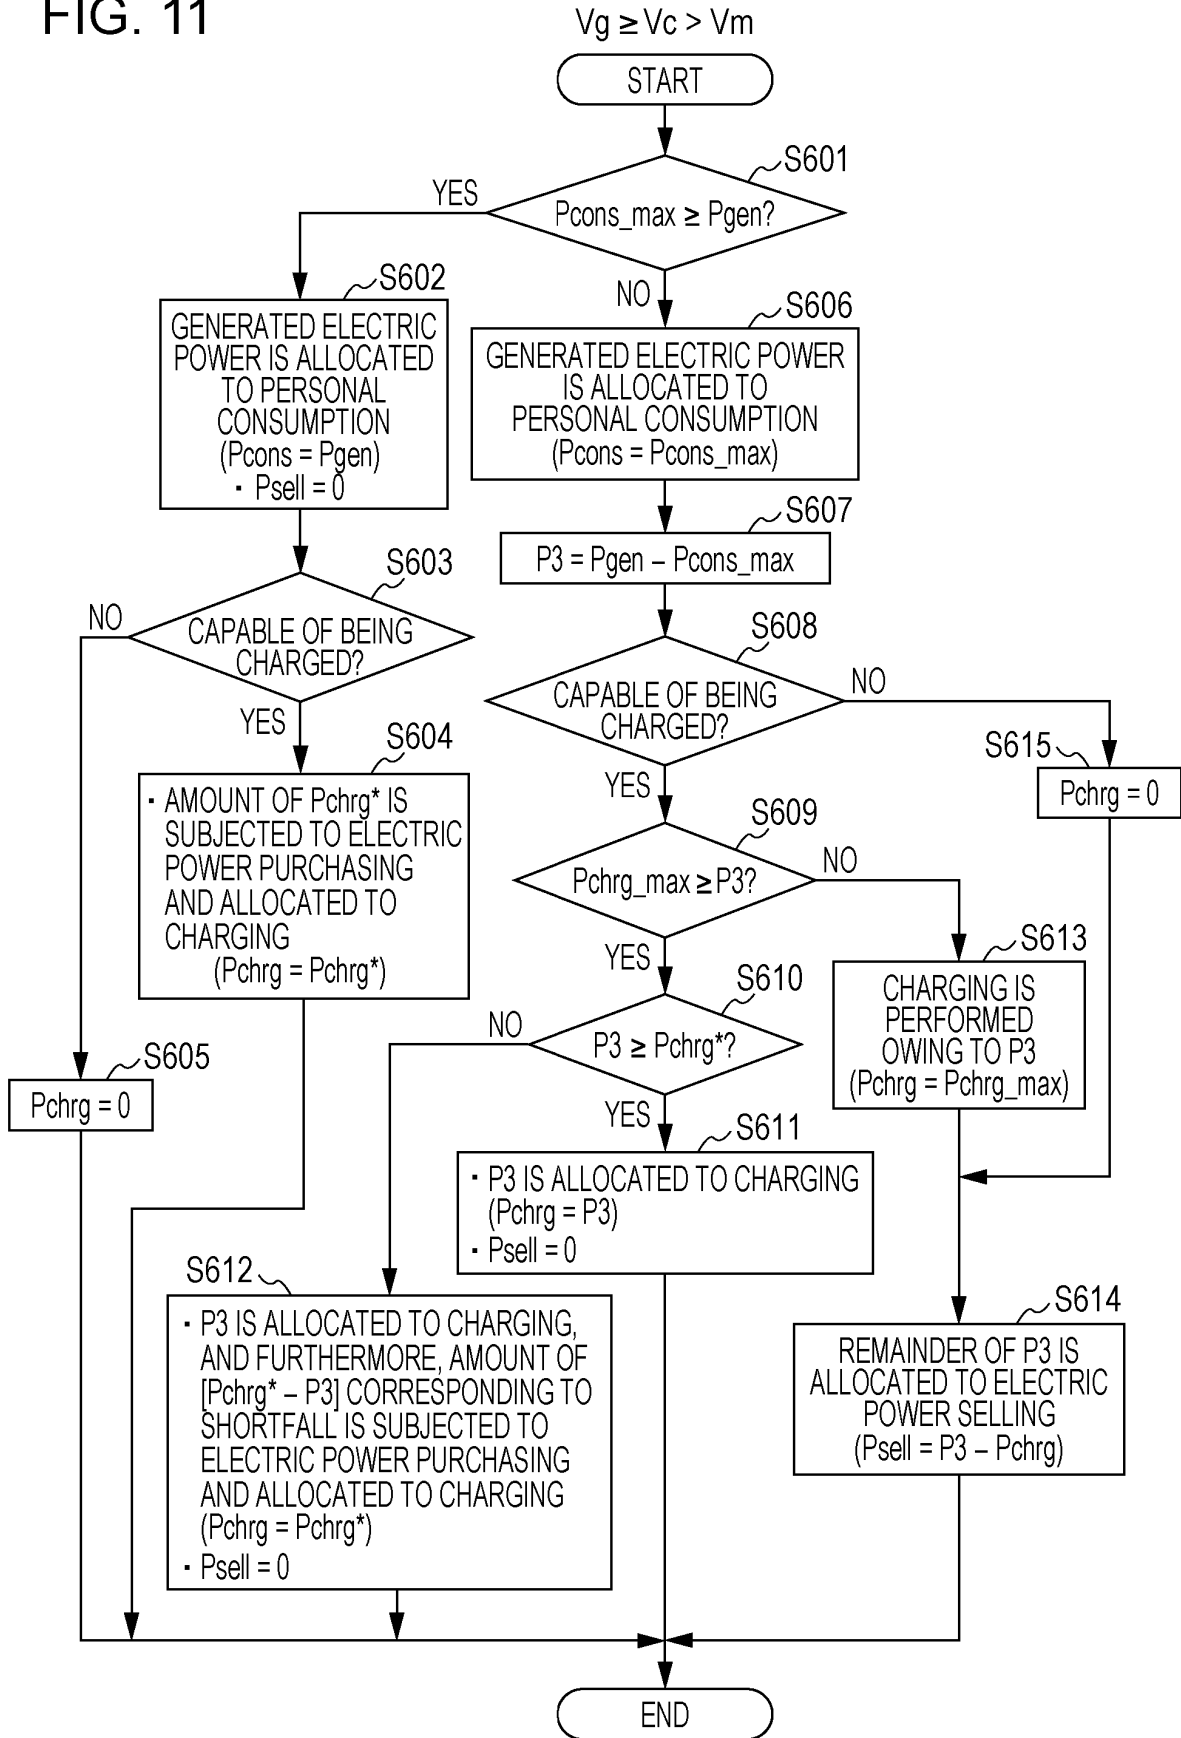 FIG. 11
Vg ≥ Vc > Vm
START
S601
Pcons_max ≥ Pgen?
YES
NO
S602
GENERATED ELECTRIC
POWER IS ALLOCATED
TO PERSONAL
CONSUMPTION
(Pcons = Pgen)
· Psell = 0
S606
GENERATED ELECTRIC POWER
IS ALLOCATED TO
PERSONAL CONSUMPTION
(Pcons = Pcons_max)
S607
P3 = Pgen – Pcons_max
S603
CAPABLE OF BEING
CHARGED?
NO
YES
S608
CAPABLE OF BEING
CHARGED?
NO
YES
S604
· AMOUNT OF Pchrg* IS
SUBJECTED TO ELECTRIC
POWER PURCHASING
AND ALLOCATED TO
CHARGING
(Pchrg = Pchrg*)
S615
Pchrg = 0
S609
Pchrg_max ≥ P3?
NO
YES
S613
CHARGING IS
PERFORMED
OWING TO P3
(Pchrg = Pchrg_max)
S610
P3 ≥ Pchrg*?
NO
YES
S605
Pchrg = 0
S611
· P3 IS ALLOCATED TO CHARGING
(Pchrg = P3)
· Psell = 0
S612
· P3 IS ALLOCATED TO CHARGING,
AND FURTHERMORE, AMOUNT OF
[Pchrg* – P3] CORRESPONDING TO
SHORTFALL IS SUBJECTED TO
ELECTRIC POWER PURCHASING
AND ALLOCATED TO CHARGING
(Pchrg = Pchrg*)
· Psell = 0
S614
REMAINDER OF P3 IS
ALLOCATED TO ELECTRIC
POWER SELLING
(Psell = P3 – Pchrg)
END